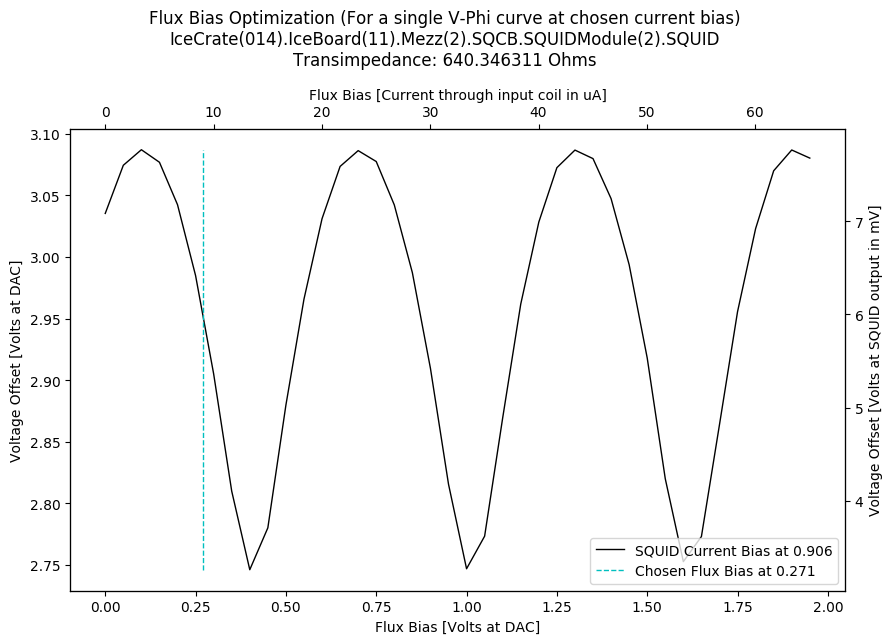 Flux Bias Optimization (For a single V-Phi curve at chosen current bias)
IceCrate(014).IceBoard(11).Mezz(2).SQCB.SQUIDModule(2).SQUID
Transimpedance: 640.346311 Ohms
Flux Bias [Current through input coil in uA]
0 10 20 30 40 50 60
3.10
3.05
3.00
2.95
2.90
2.85
2.80
2.75
Voltage Offset [Volts at DAC]
7
6
5
4
Voltage Offset [Volts at SQUID output in mV]
SQUID Current Bias at 0.906
Chosen Flux Bias at 0.271
0.00 0.25 0.50 0.75 1.00 1.25 1.50 1.75 2.00
Flux Bias [Volts at DAC]